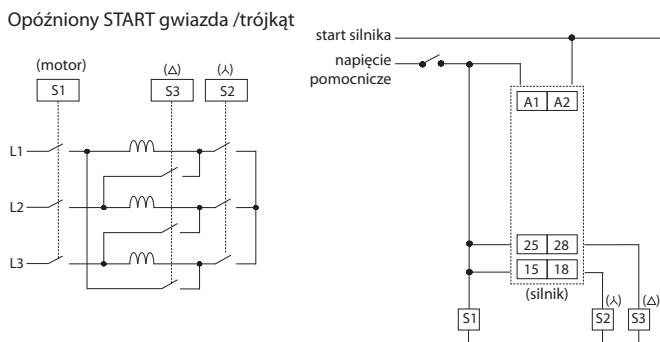 Opóźniony START gwiazda /trójkąt
(motor)
S1
(△)
S3
(⅄)
S2
L1
L2
L3
start silnika
napięcie
pomocnicze
A1 A2
25 28
15 18
(silnik)
S1
S2
(⅄)
S3
(△)